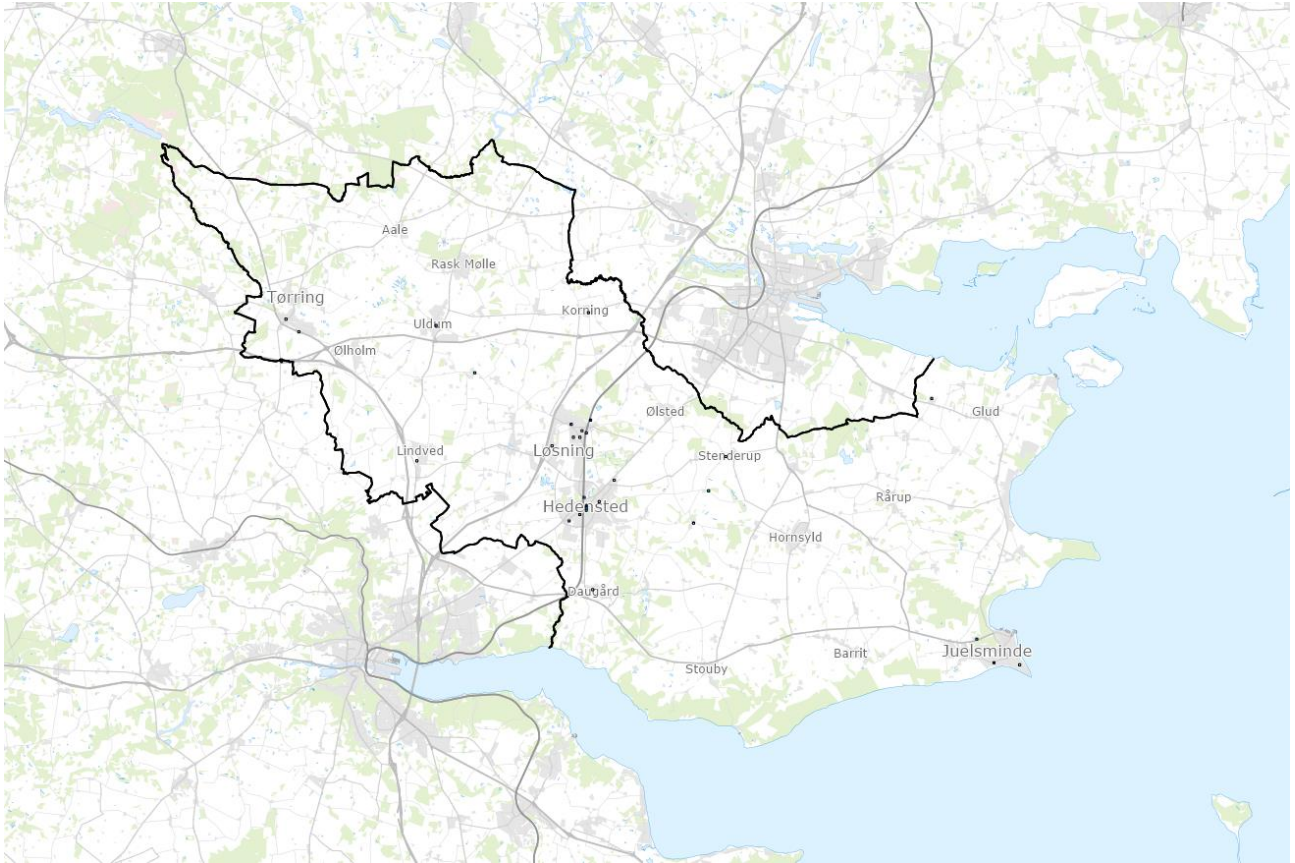 Aale
Rask Mølle
Tørring
Korning
Uldum
Ølholm
Ølsted
Glud
Løsning
Lindved
Stenderup
Rårup
Hedensted
Hornsyld
Daugård
Juelsminde
Barrit
Stouby